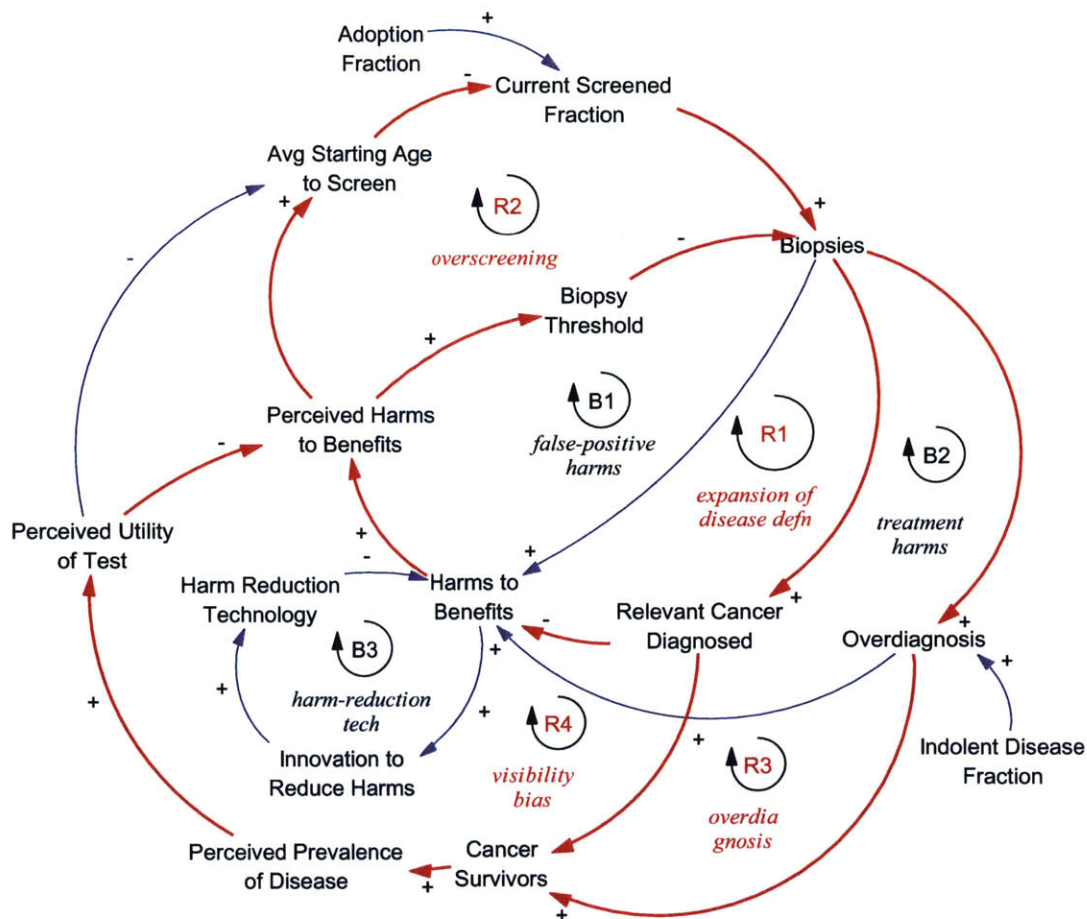 Adoption
Fraction
+
-
Current Screened
Fraction
Avg Starting Age
to Screen
+
R2
overscreening
-
+
Biopsies
-
Biopsy
Threshold
+
Perceived Harms
to Benefits
B1
false-positive
harms
R1
expansion of
disease defn
B2
treatment
harms
-
Perceived Utility
of Test
+
-
+
Harm Reduction
Technology
Harms to
Benefits
-
+
Relevant Cancer
Diagnosed
+
+
Overdiagnosis
+
B3
harm-reduction
tech
+
+
+
R4
visibility
bias
+
R3
overdia
gnosis
Innovation to
Reduce Harms
Indolent Disease
Fraction
Perceived Prevalence
of Disease
+
Cancer
Survivors
+
+